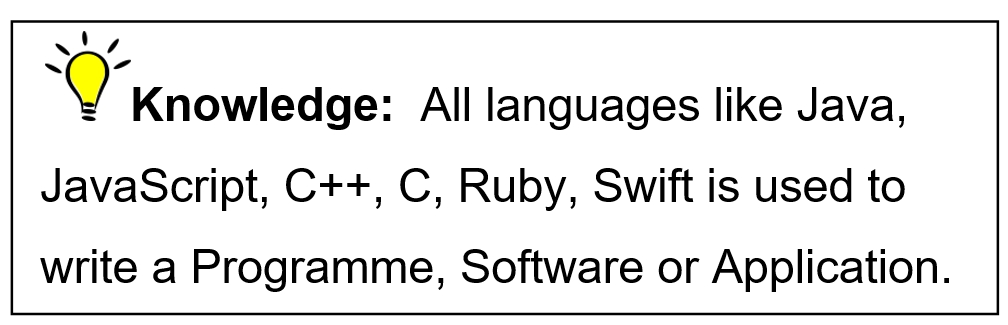 Knowledge: All languages like Java,
JavaScript, C++, C, Ruby, Swift is used to
write a Programme, Software or Application.